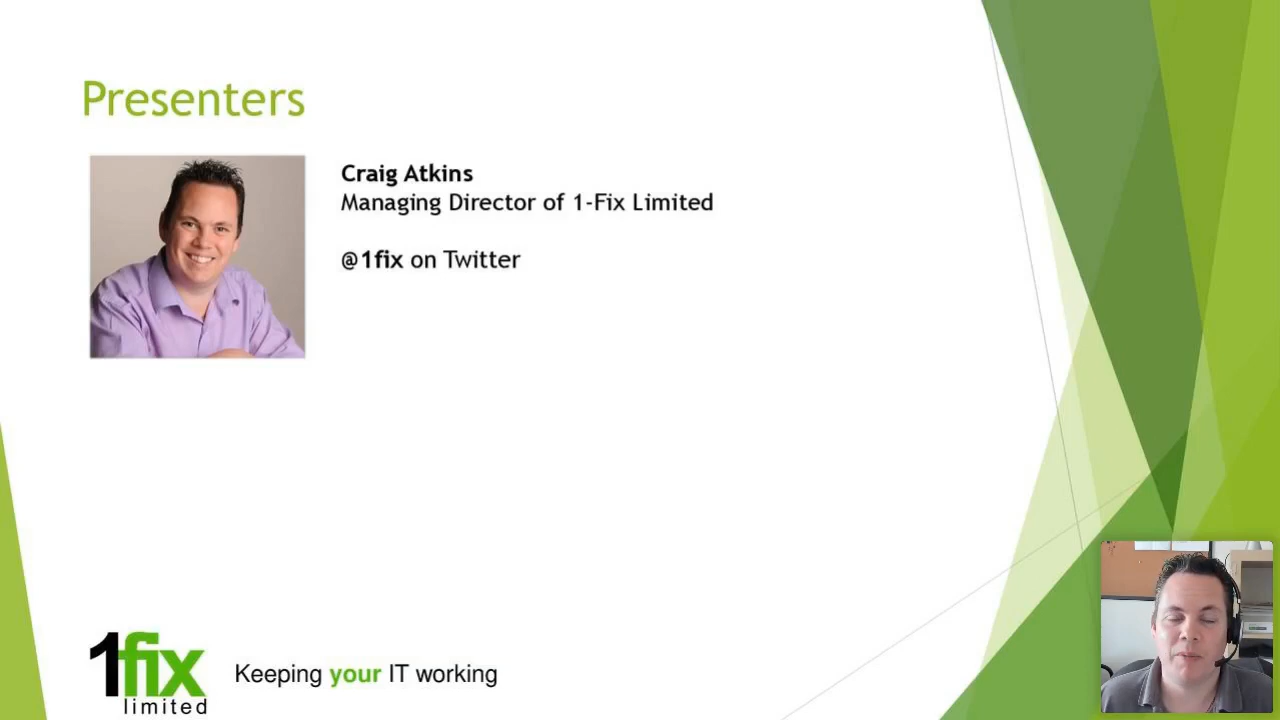 Presenters
Craig Atkins
Managing Director of 1-Fix Limited
@1fix on Twitter
1fix
limited
Keeping your IT working